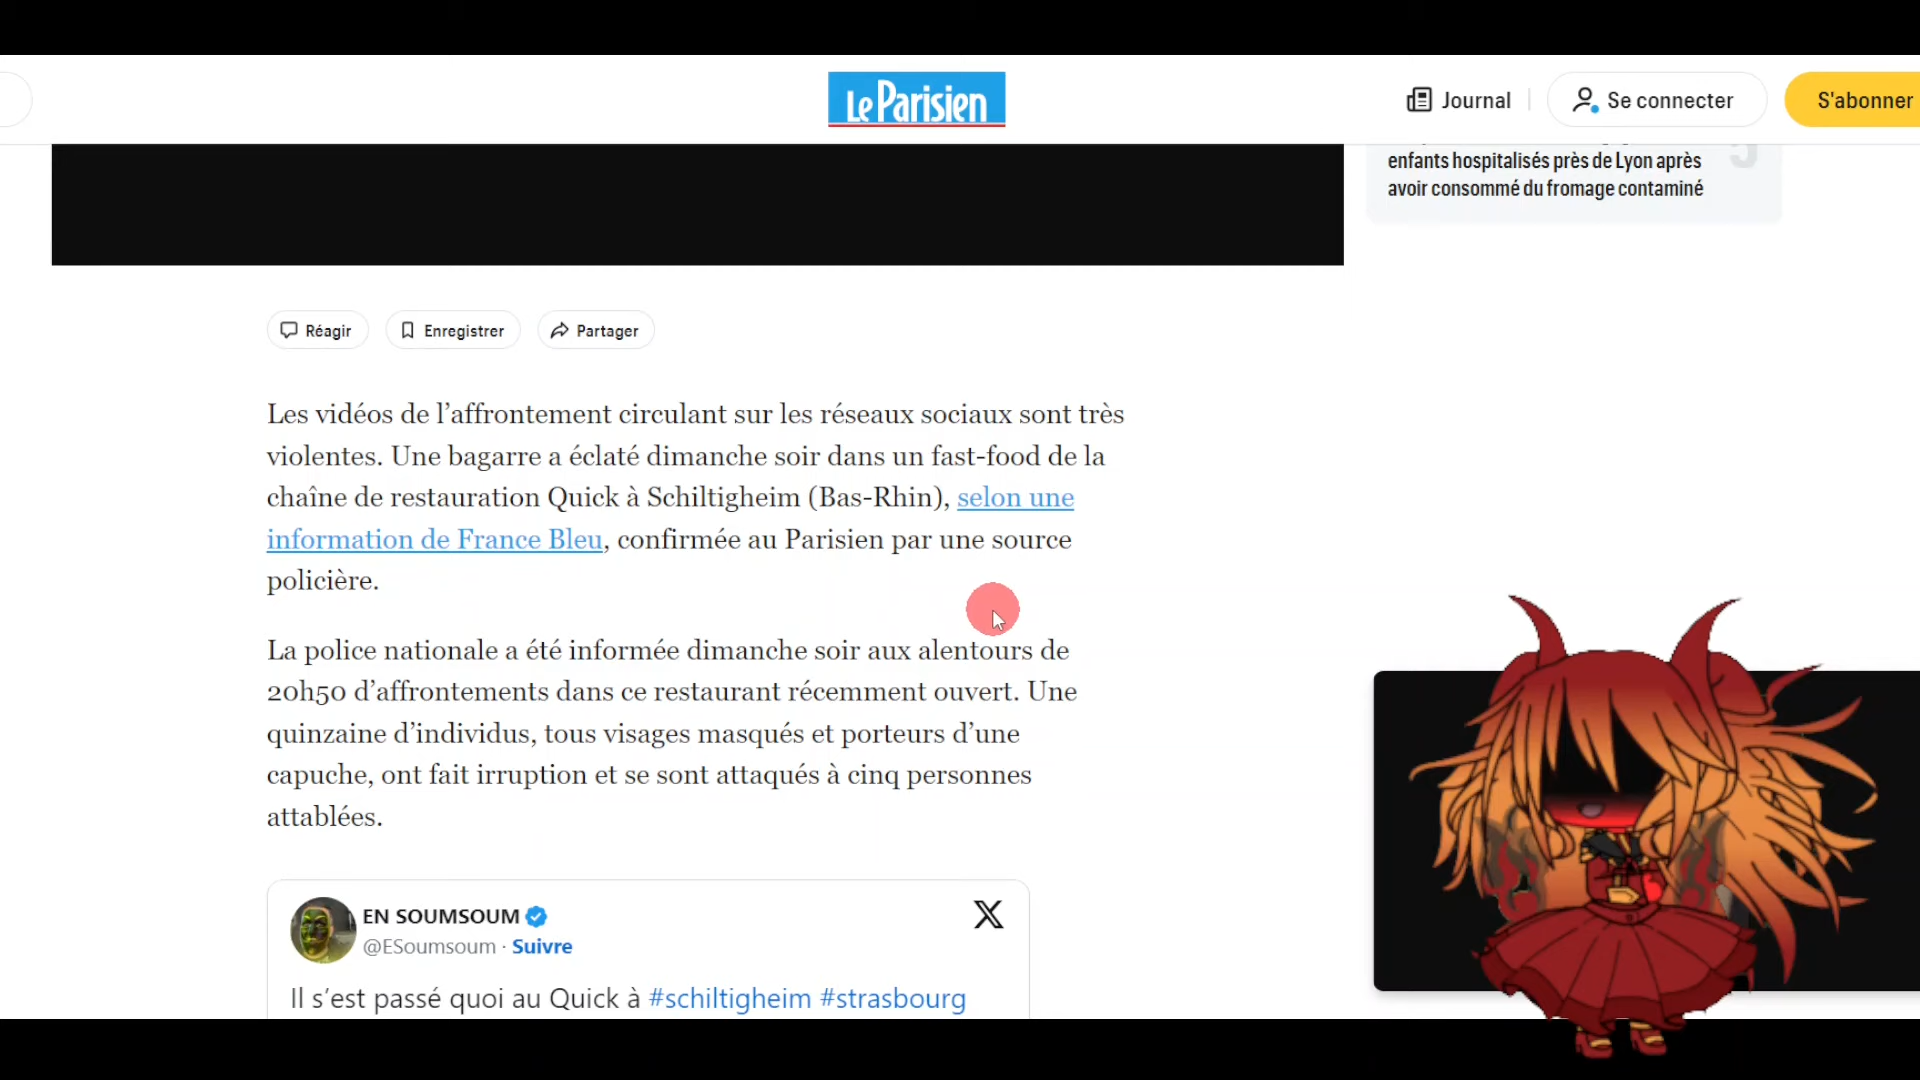 Le Parisien
Journal
Se connecter
S'abonner
enfants hospitalisés près de Lyon après
avoir consommé du fromage contaminé
5
Réagir
Enregistrer
Partager
Les vidéos de l’affrontement circulant sur les réseaux sociaux sont très
violentes. Une bagarre a éclaté dimanche soir dans un fast-food de la
chaîne de restauration Quick à Schiltigheim (Bas-Rhin), selon une
information de France Bleu, confirmée au Parisien par une source
policière.
La police nationale a été informée dimanche soir aux alentours de
20h50 d’affrontements dans ce restaurant récemment ouvert. Une
quinzaine d’individus, tous visages masqués et porteurs d’une
capuche, ont fait irruption et se sont attaqués à cinq personnes
attablées.
EN SOUMSOUM
@ESoumsoum · Suivre
Il s’est passé quoi au Quick à #schiltigheim #strasbourg